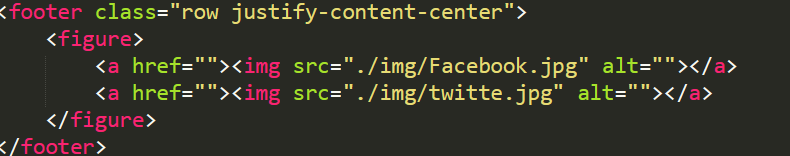 <footer class="row justify-content-center">
<figure>
<a href=""><img src="./img/Facebook.jpg" alt=""></a>
<a href=""><img src="./img/twitte.jpg" alt=""></a>
</figure>
</footer>